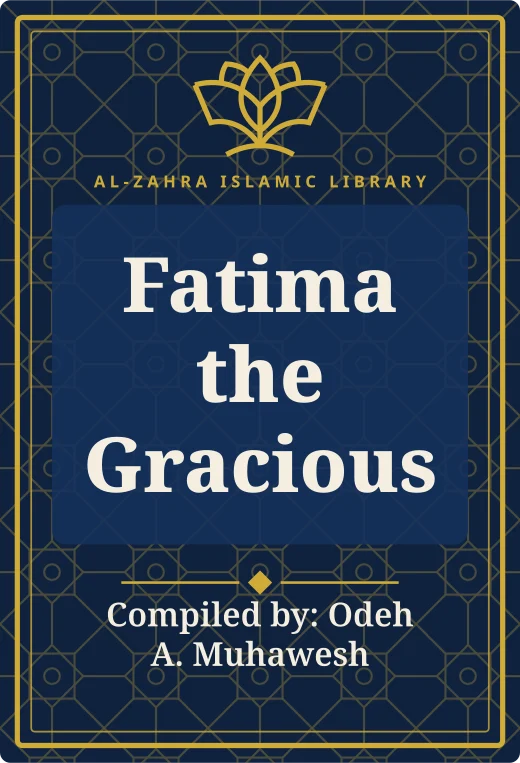 AL-ZAHRA ISLAMIC LIBRARY
Fatima
the
Gracious
Compiled by: Odeh
A. Muhawesh